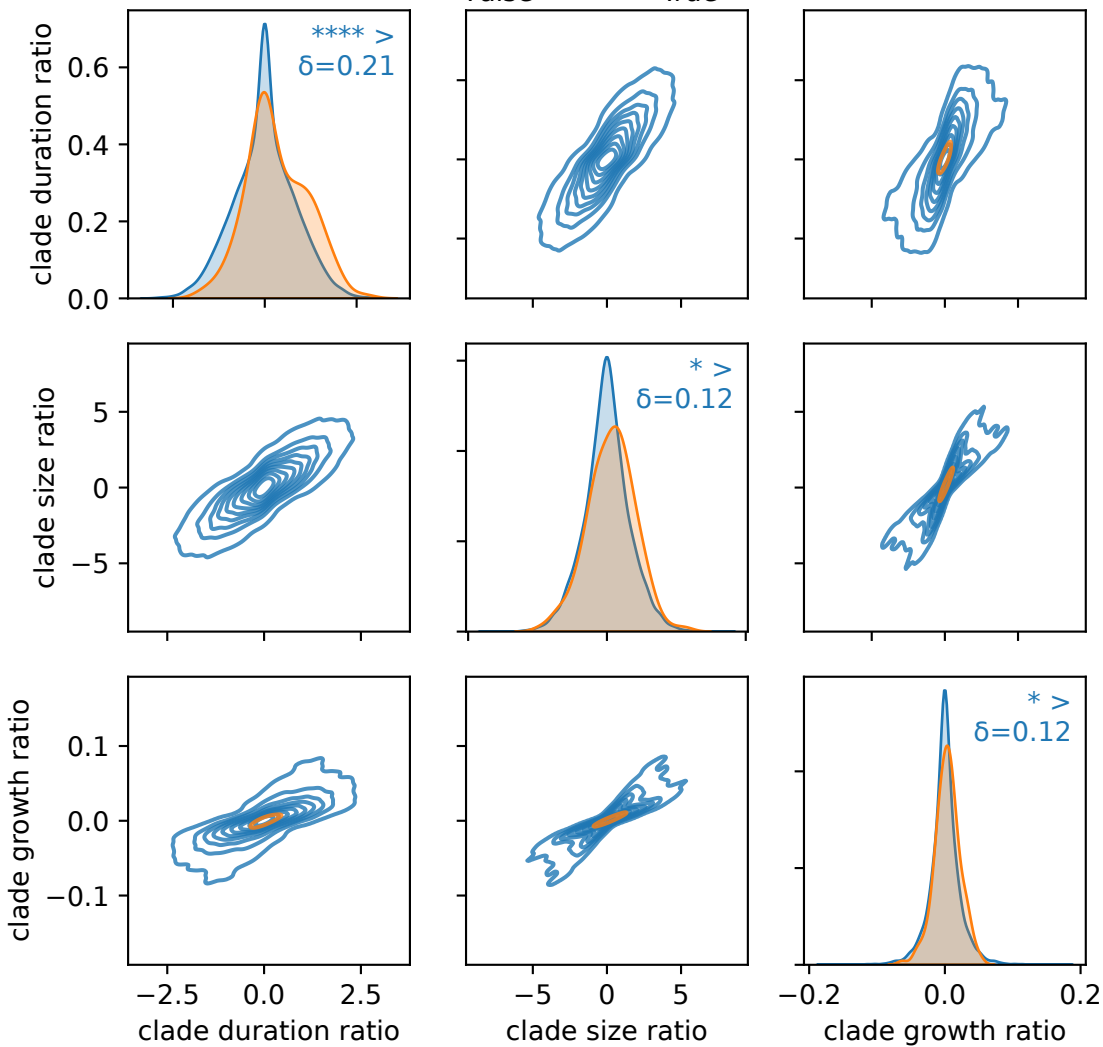 **** >
δ=0.21
clade duration ratio
0.6
0.4
0.2
0.0
* >
δ=0.12
clade size ratio
5
0
−5
* >
δ=0.12
clade growth ratio
0.1
0.0
−0.1
−2.5 0.0 2.5
−5 0 5
−0.2 0.0 0.2
clade duration ratio
clade size ratio
clade growth ratio